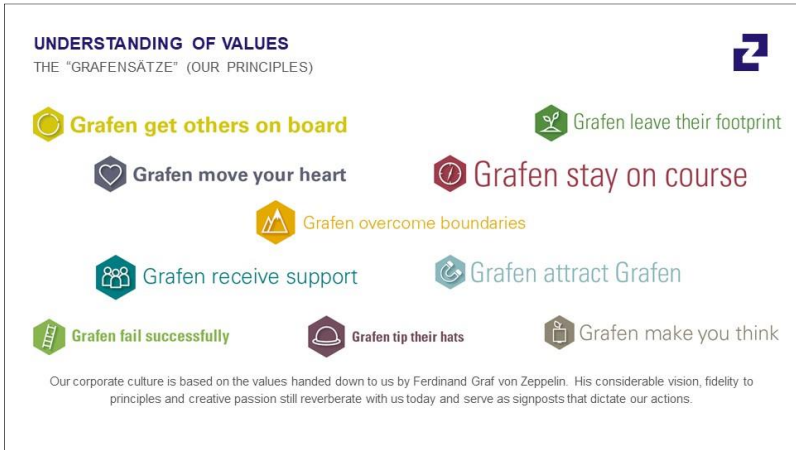 UNDERSTANDING OF VALUES
THE "GRAFENSÄTZE" (OUR PRINCIPLES)
Grafen get others on board
Grafen leave their footprint
Grafen move your heart
Grafen stay on course
Grafen overcome boundaries
Grafen receive support
Grafen attract Grafen
Grafen fail successfully
Grafen tip their hats
Grafen make you think
Our corporate culture is based on the values handed down to us by Ferdinand Graf von Zeppelin. His considerable vision, fidelity to
principles and creative passion still reverberate with us today and serve as signposts that dictate our actions.